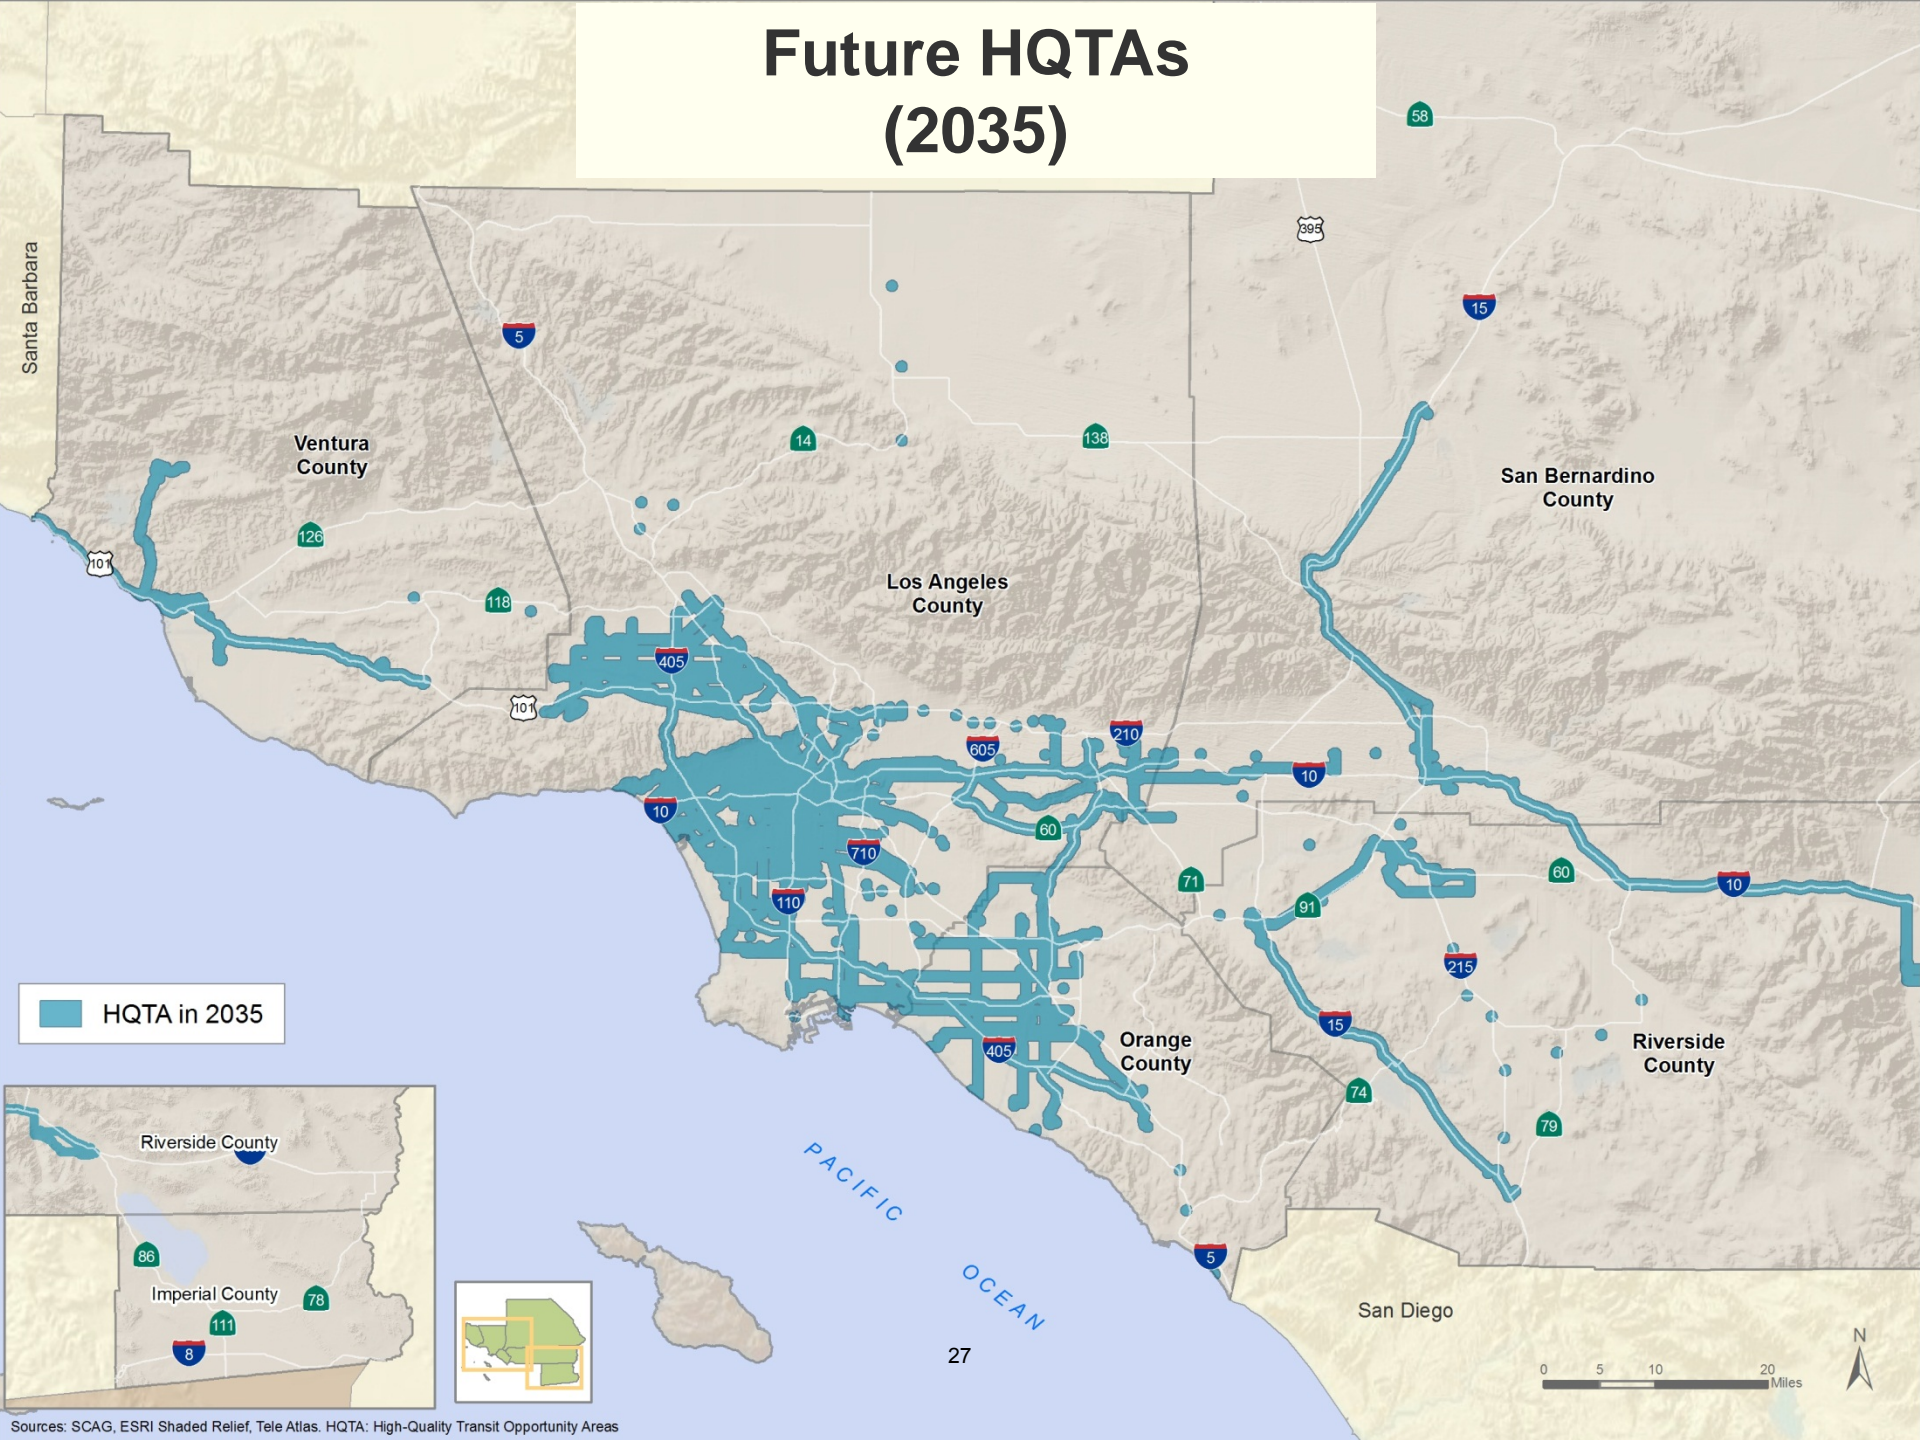 Future HQTAs
(2035)
58
395
Santa Barbara
15
5
14
138
Ventura
County
San Bernardino
County
126
101
118
Los Angeles
County
405
101
210
605
10
10
60
710
71
60
10
110
91
215
HQTA in 2035
15
405
Orange
County
Riverside
County
74
79
Riverside County
PACIFIC
OCEAN
86
5
Imperial County
78
111
8
San Diego
27
N
0 5 10 20
Miles
Sources: SCAG, ESRI Shaded Relief, Tele Atlas. HQTA: High-Quality Transit Opportunity Areas